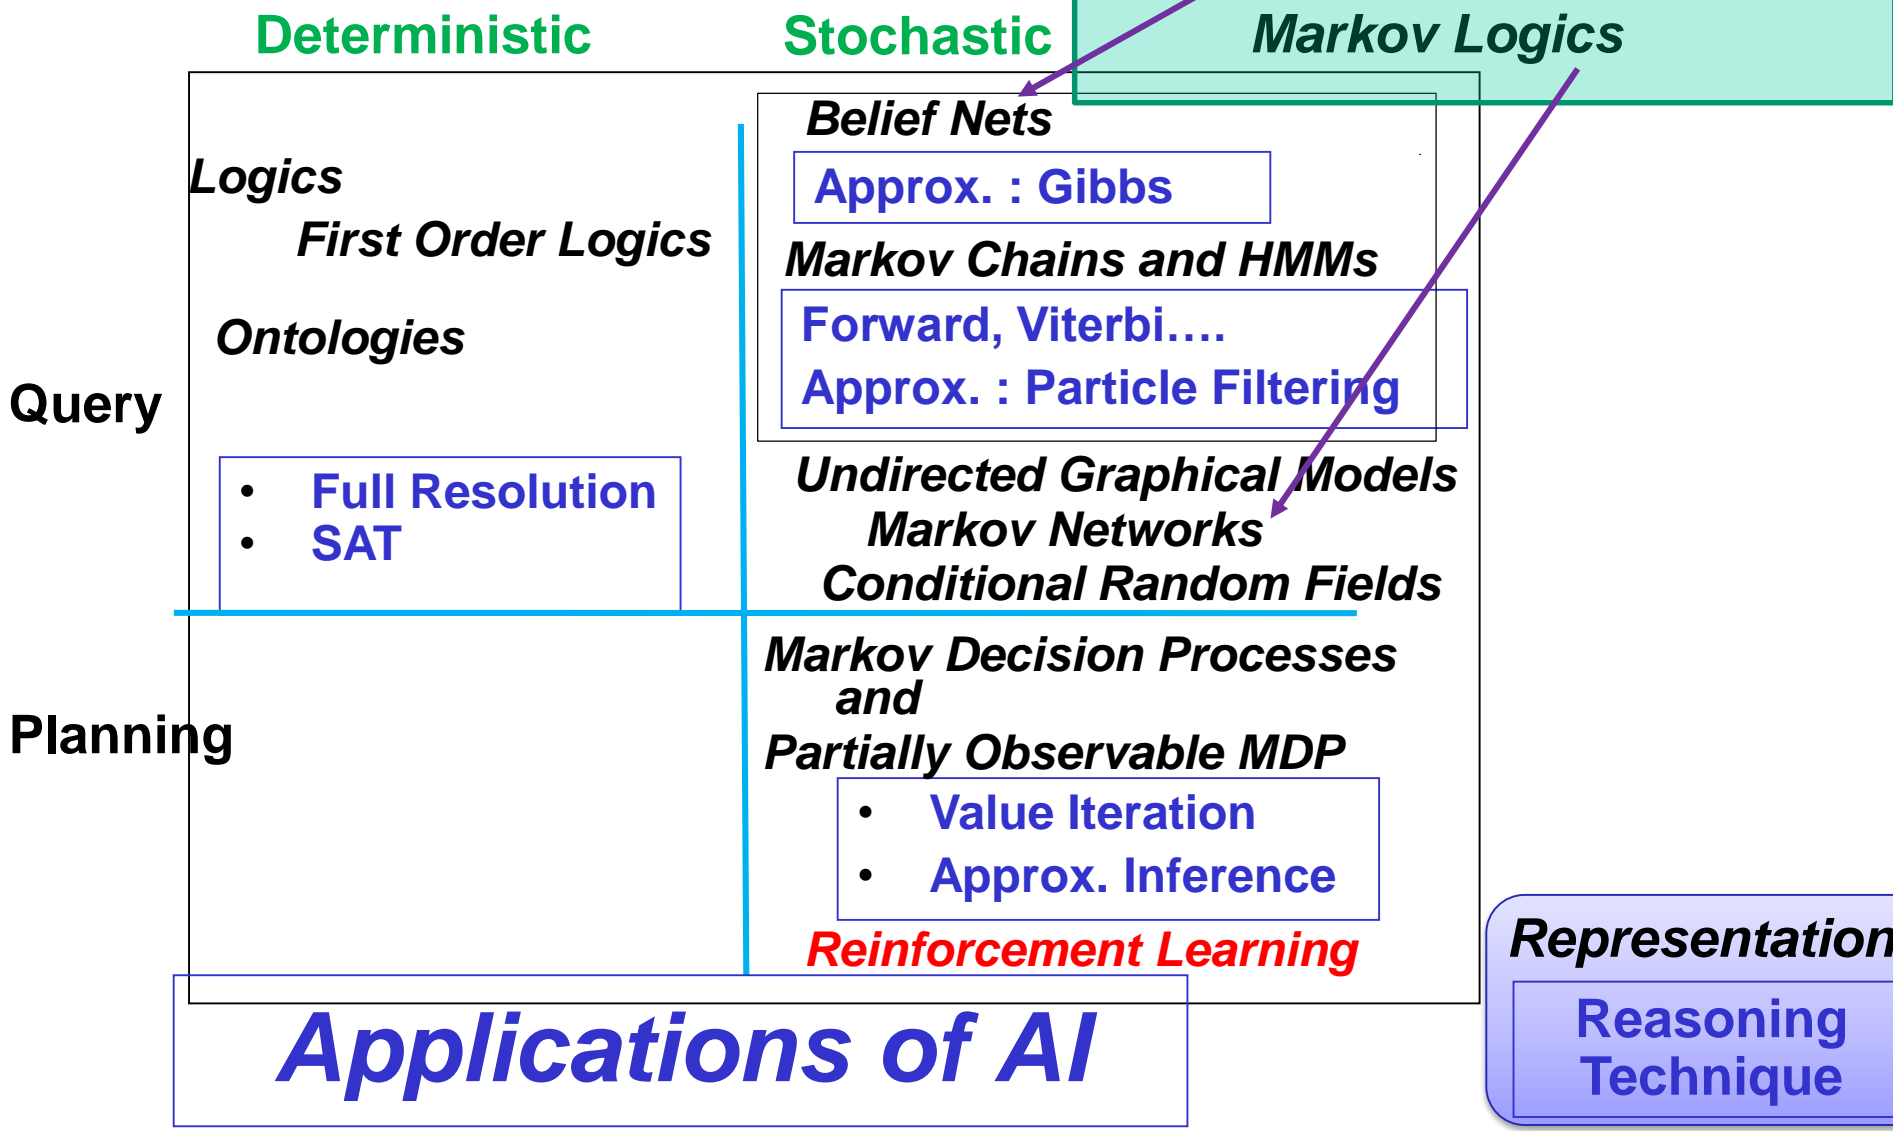 Deterministic
Stochastic
Markov Logics
Belief Nets
Approx. : Gibbs
Logics
First Order Logics
Markov Chains and HMMs
Ontologies
Forward, Viterbi….
Approx. : Particle Filtering
Query
• Full Resolution
• SAT
Undirected Graphical Models
Markov Networks
Conditional Random Fields
Planning
Markov Decision Processes
and
Partially Observable MDP
• Value Iteration
• Approx. Inference
Reinforcement Learning
Applications of AI
Representation
Reasoning
Technique